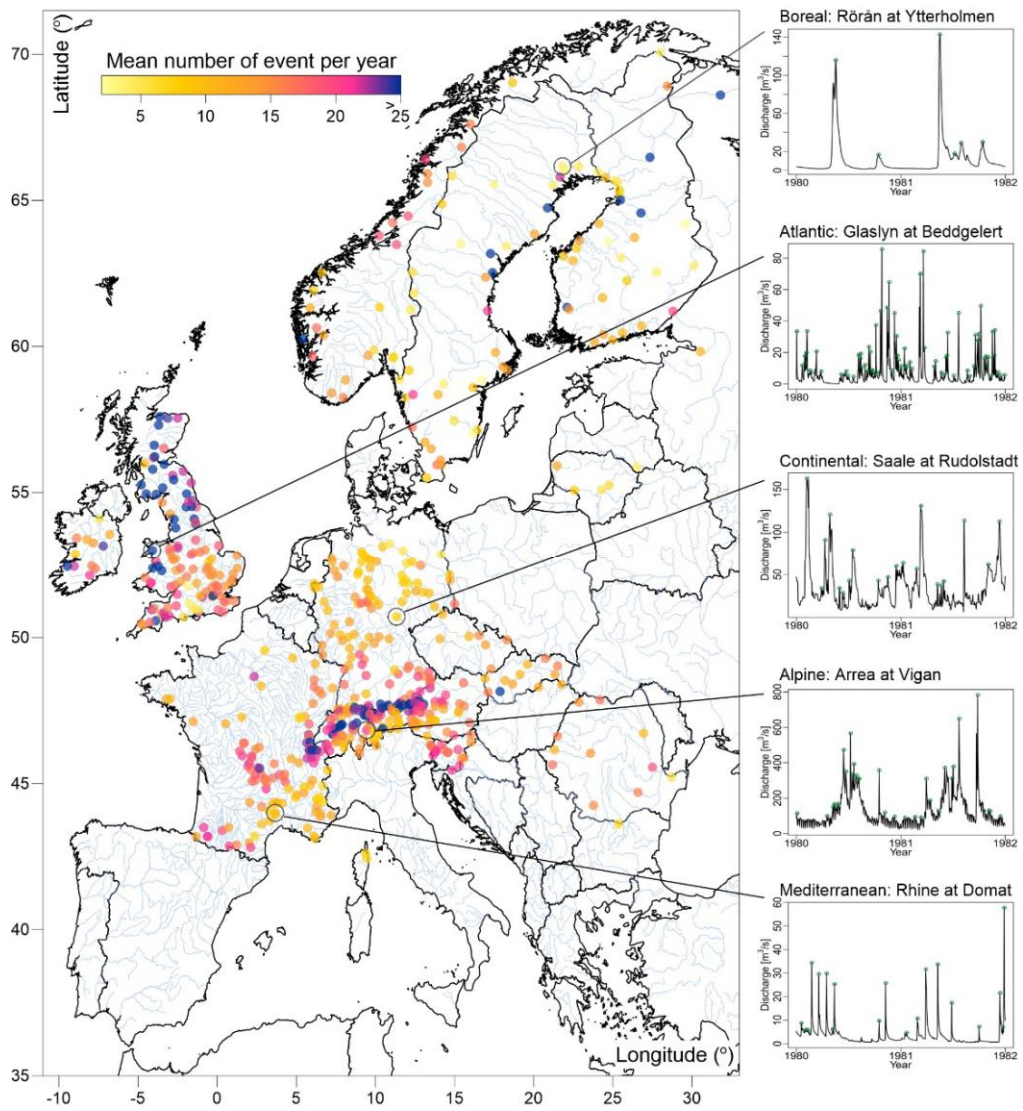 Latitude (°)
70
65
60
55
50
45
40
35
Mean number of event per year
5 10 15 20 25
>
-10 -5 0 5 10 15 20 25 30
Longitude (°)
Boreal: Rörån at Ytterholmen
Discharge [m³/s]
140
100
60
20
0
1980 1981 1982
Year
Atlantic: Glaslyn at Beddgelert
Discharge [m³/s]
80
60
40
20
0
1980 1981 1982
Year
Continental: Saale at Rudolstadt
Discharge [m³/s]
150
100
50
1980 1981 1982
Year
Alpine: Arrea at Vigan
Discharge [m³/s]
800
600
400
200
0
1980 1981 1982
Year
Mediterranean: Rhine at Domat
Discharge [m³/s]
60
50
40
30
20
10
0
1980 1981 1982
Year